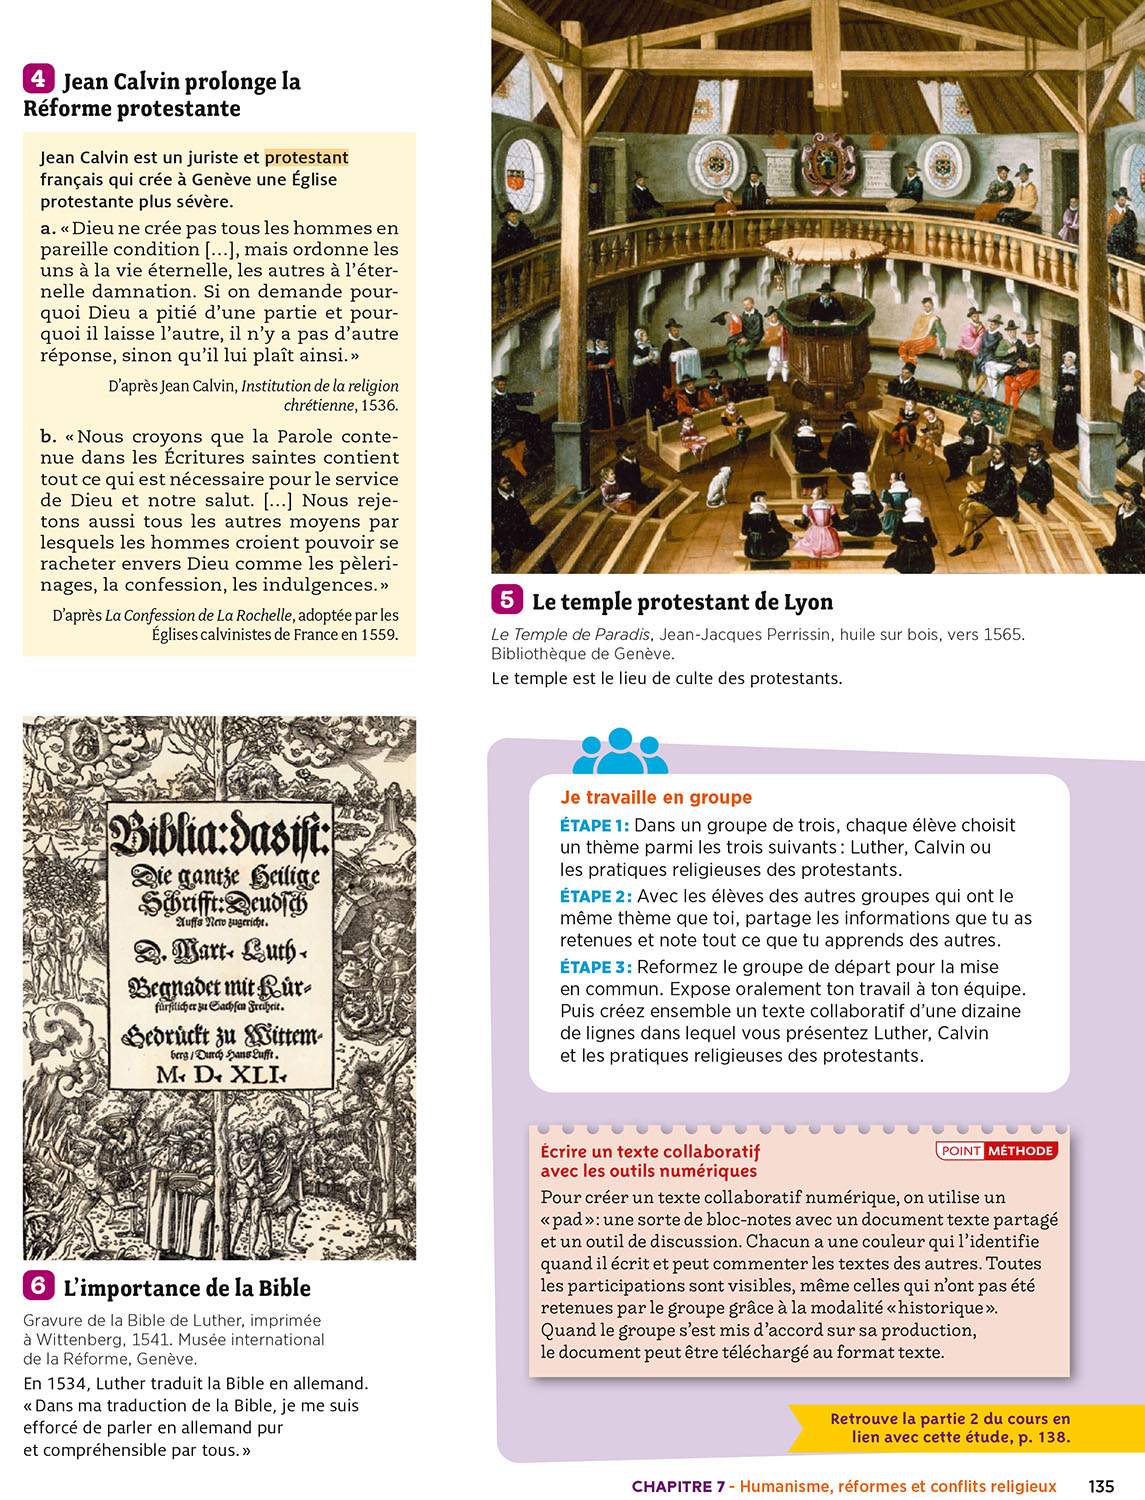 4 Jean Calvin prolonge la
Réforme protestante
Jean Calvin est un juriste et protestant
français qui crée à Genève une Église
protestante plus sévère.
a. « Dieu ne crée pas tous les hommes en
pareille condition […], mais ordonne les
uns à la vie éternelle, les autres à l’éter-
nelle damnation. Si on demande pour-
quoi Dieu a pitié d’une partie et pour-
quoi il laisse l’autre, il n’y a pas d’autre
réponse, sinon qu’il lui plaît ainsi. »
D’après Jean Calvin, Institution de la religion
chrétienne, 1536.
b. « Nous croyons que la Parole conte-
nue dans les Écritures saintes contient
tout ce qui est nécessaire pour le service
de Dieu et notre salut. […] Nous reje-
tons aussi tous les autres moyens par
lesquels les hommes croient pouvoir se
racheter envers Dieu comme les pèleri-
nages, la confession, les indulgences. »
D’après La Confession de La Rochelle, adoptée par les
Églises calvinistes de France en 1559.
5 Le temple protestant de Lyon
Le Temple de Paradis, Jean-Jacques Perrissin, huile sur bois, vers 1565.
Bibliothèque de Genève.
Le temple est le lieu de culte des protestants.
Biblia: das ist:
Die gantze Heilige
Schrifft: Deudsch
Auffs New zugericht.
D. Mart. Luth.
Begnadet mit Kür-
fürstlicher zu Sachsen Freiheit.
Gedrückt zu Wittem-
berg / Durch Hans Lufft.
M. D. XLI.
6 L’importance de la Bible
Gravure de la Bible de Luther, imprimée
à Wittenberg, 1541. Musée international
de la Réforme, Genève.
En 1534, Luther traduit la Bible en allemand.
« Dans ma traduction de la Bible, je me suis
efforcé de parler en allemand pur
et compréhensible par tous. »
Je travaille en groupe
ÉTAPE 1 : Dans un groupe de trois, chaque élève choisit
un thème parmi les trois suivants : Luther, Calvin ou
les pratiques religieuses des protestants.
ÉTAPE 2 : Avec les élèves des autres groupes qui ont le
même thème que toi, partage les informations que tu as
retenues et note tout ce que tu apprends des autres.
ÉTAPE 3 : Reformez le groupe de départ pour la mise
en commun. Expose oralement ton travail à ton équipe.
Puis créez ensemble un texte collaboratif d’une dizaine
de lignes dans lequel vous présentez Luther, Calvin
et les pratiques religieuses des protestants.
Écrire un texte collaboratif
avec les outils numériques
POINT MÉTHODE
Pour créer un texte collaboratif numérique, on utilise un
« pad » : une sorte de bloc-notes avec un document texte partagé
et un outil de discussion. Chacun a une couleur qui l’identifie
quand il écrit et peut commenter les textes des autres. Toutes
les participations sont visibles, même celles qui n’ont pas été
retenues par le groupe grâce à la modalité « historique ».
Quand le groupe s’est mis d’accord sur sa production,
le document peut être téléchargé au format texte.
Retrouve la partie 2 du cours en
lien avec cette étude, p. 138.
CHAPITRE 7 - Humanisme, réformes et conflits religieux 135